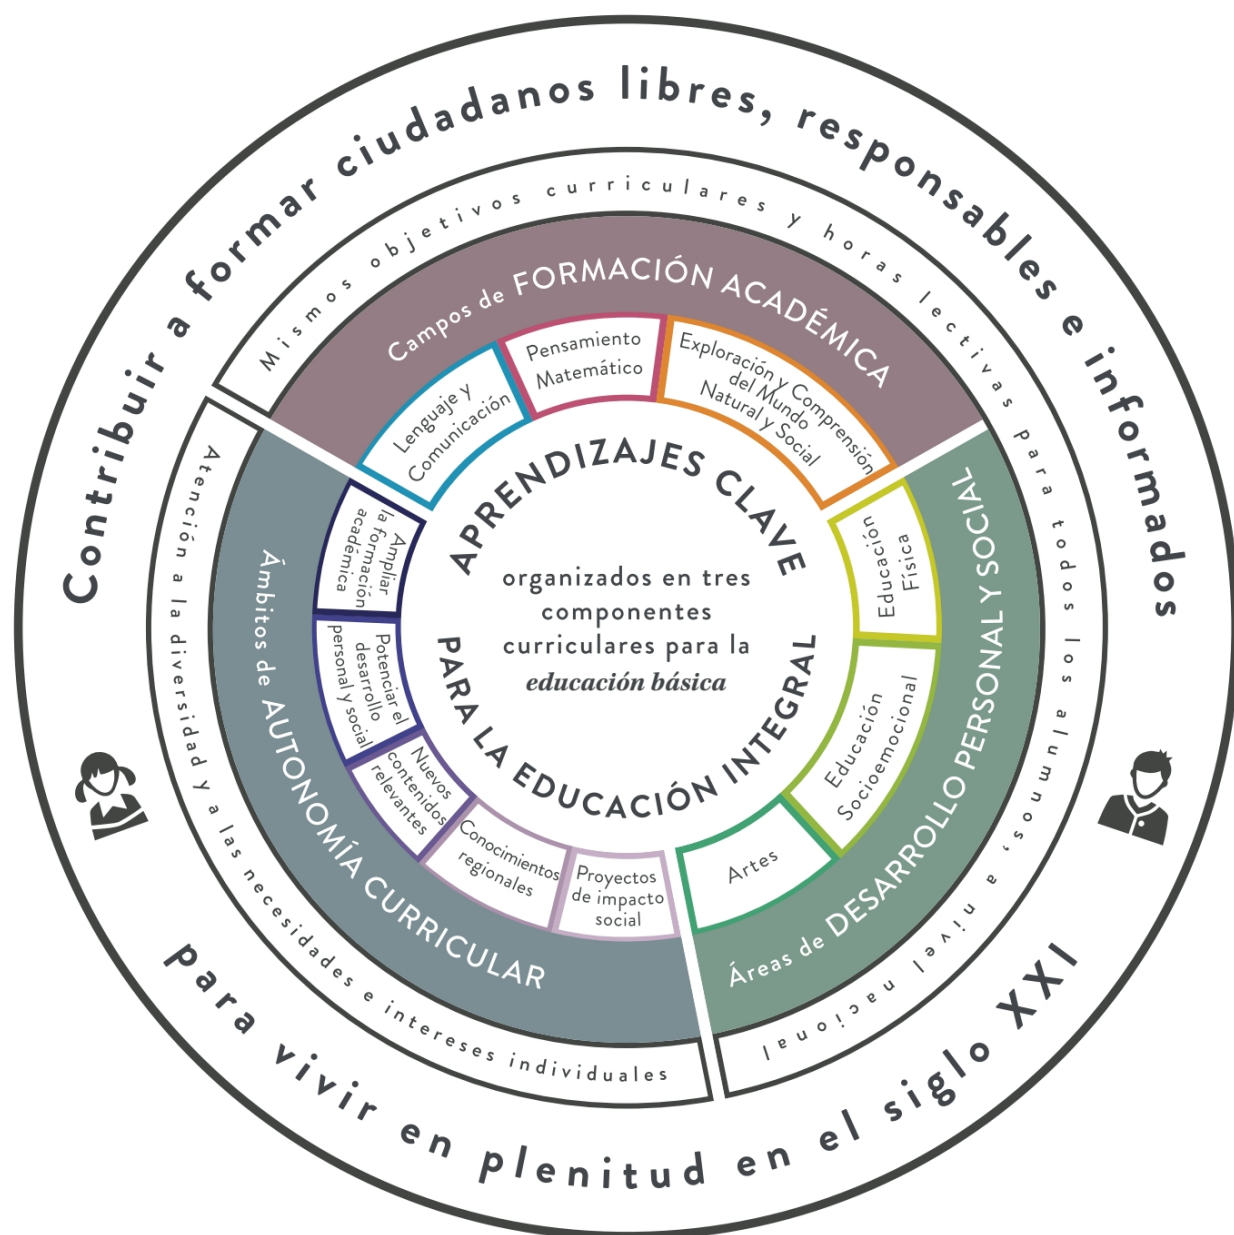 Contribuir a formar ciudadanos libres, responsables e informados
para vivir en plenitud en el siglo XXI
Mismos objetivos curriculares y horas lectivas para todos los alumnos, a nivel nacional
Atención a la diversidad y a las necesidades e intereses individuales
Campos de FORMACIÓN ACADÉMICA
Lenguaje y
Comunicación
Pensamiento
Matemático
Exploración y Comprensión
del Mundo
Natural y Social
Áreas de DESARROLLO PERSONAL Y SOCIAL
Educación
Física
Educación
Socioemocional
Artes
Ámbitos de AUTONOMÍA CURRICULAR
Ampliar
la formación
académica
Potenciar el
desarrollo
personal y social
Nuevos
contenidos
relevantes
Conocimientos
regionales
Proyectos
de impacto
social
APRENDIZAJES CLAVE
organizados en tres
componentes
curriculares para la
educación básica
PARA LA EDUCACIÓN INTEGRAL